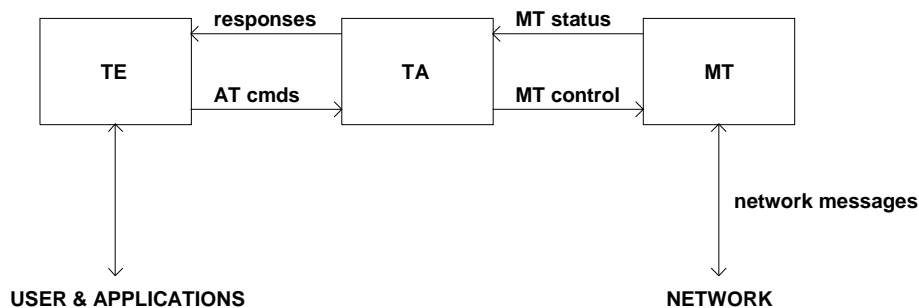 responses
MT status
TE
TA
MT
AT cmds
MT control
network messages
USER & APPLICATIONS
NETWORK